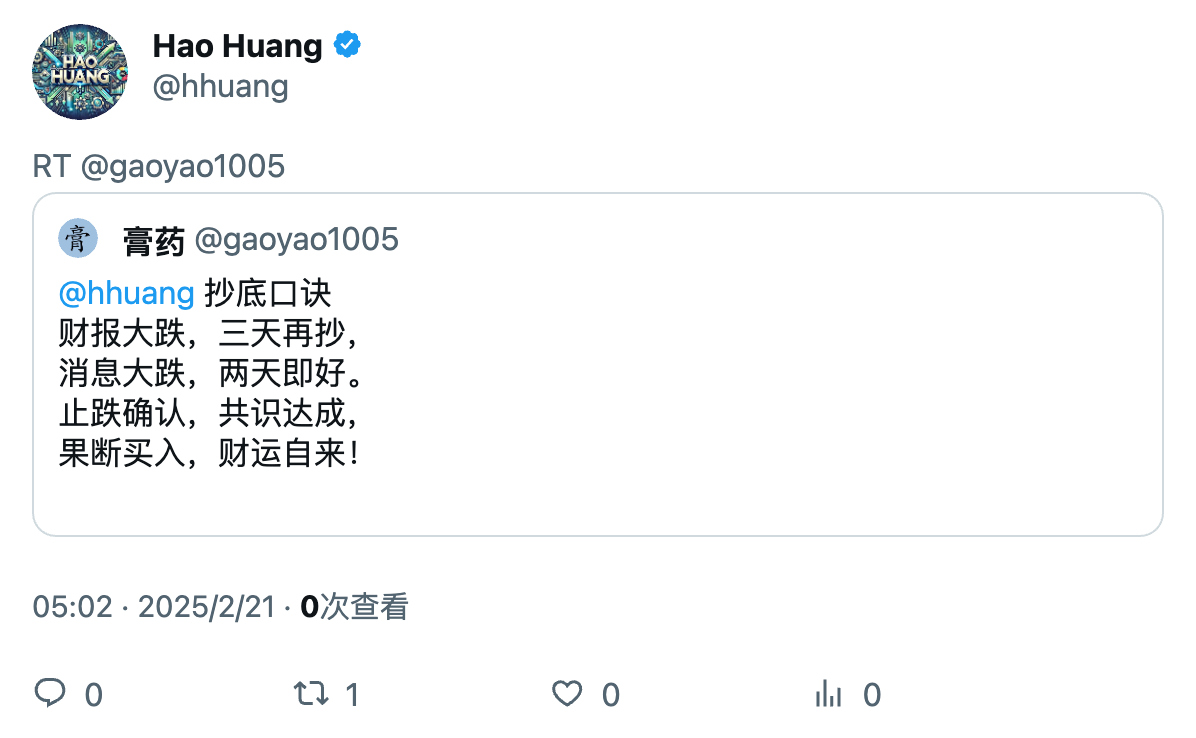 HAO
HUANG
Hao Huang
@hhuang
RT @gaoyao1005
膏
膏药 @gaoyao1005
@hhuang 抄底口诀
财报大跌，三天再抄，
消息大跌，两天即好。
止跌确认，共识达成，
果断买入，财运自来！
05:02 · 2025/2/21 · 0次查看
0 1 0 0